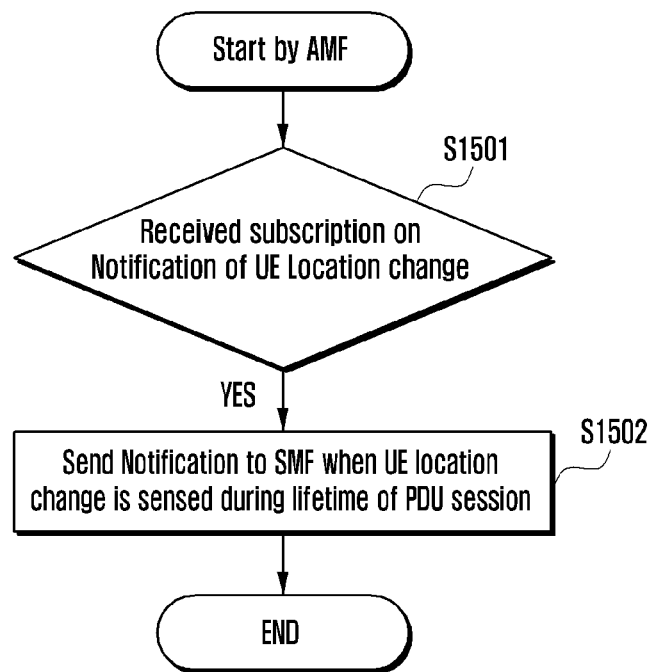 Start by AMF
S1501
Received subscription on
Notification of UE Location change
YES
S1502
Send Notification to SMF when UE location
change is sensed during lifetime of PDU session
END